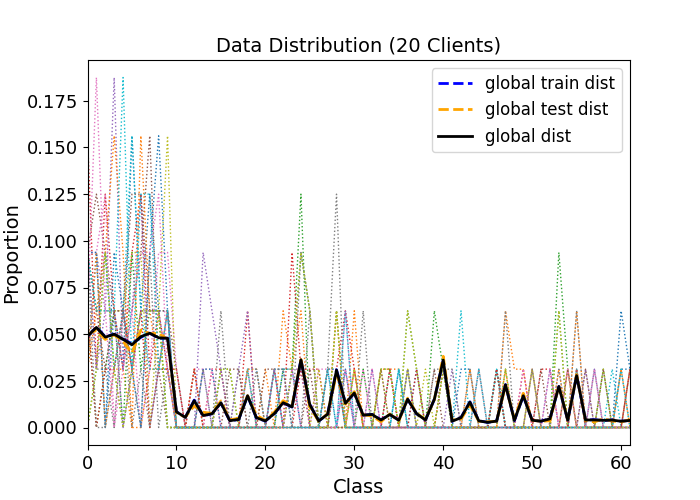 Data Distribution (20 Clients)
global train dist
global test dist
global dist
Proportion
0.175
0.150
0.125
0.100
0.075
0.050
0.025
0.000
0 10 20 30 40 50 60
Class